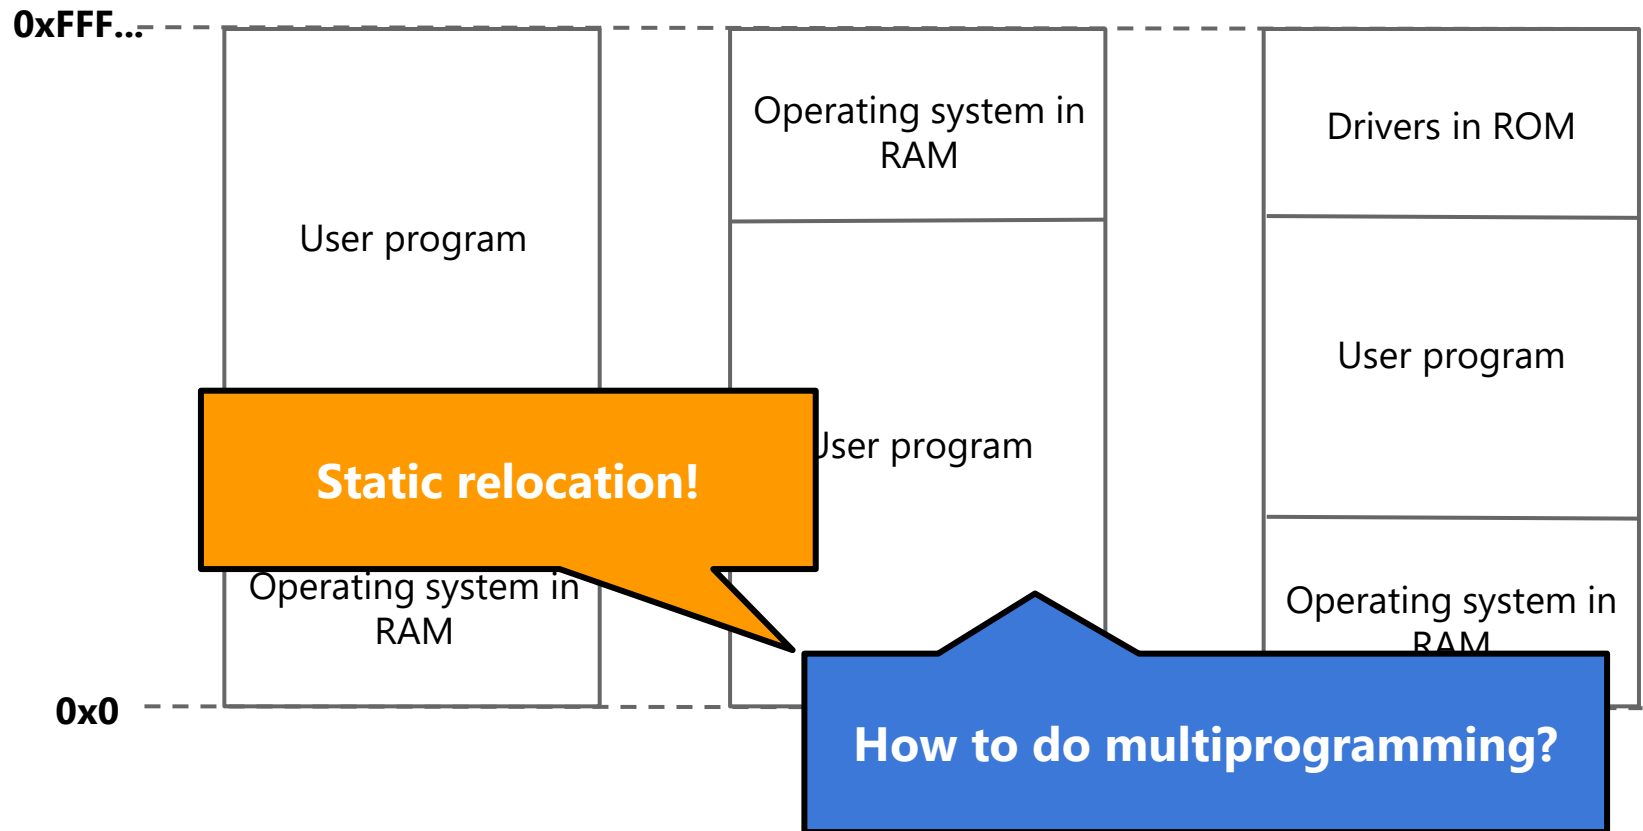 0xFFF...
User program
Operating system in
RAM
Operating system in
RAM
User program
Drivers in ROM
User program
Operating system in
RAM
Static relocation!
How to do multiprogramming?
0x0